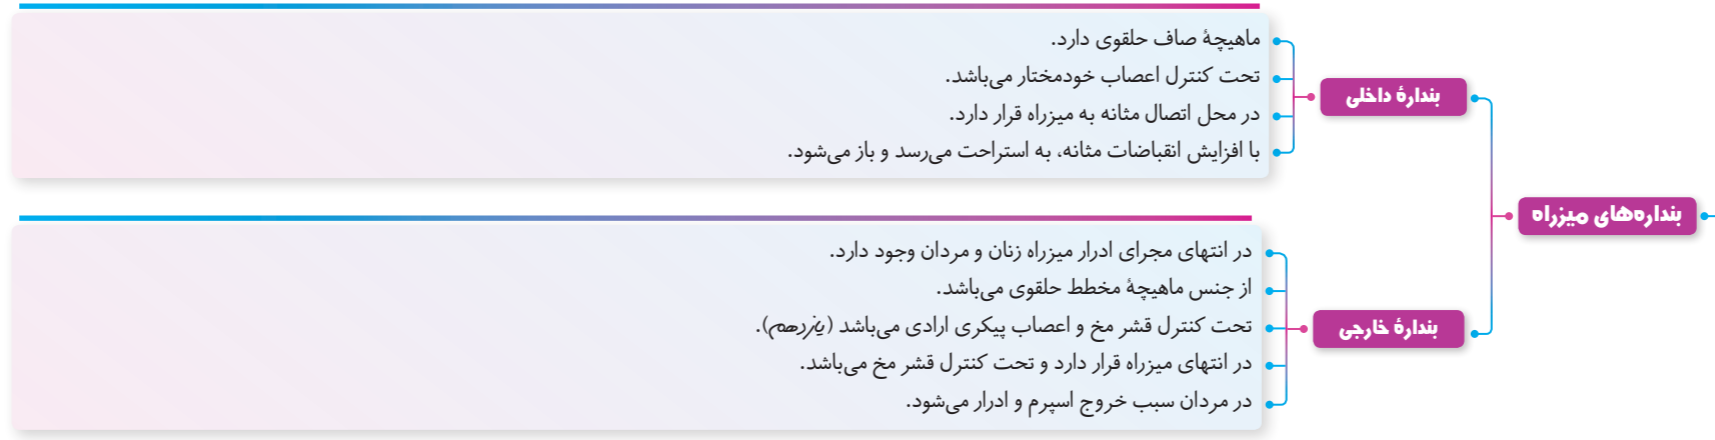 بنداره‌های میزراه
بندارهٔ داخلی
ماهیچهٔ صاف حلقوی دارد.
تحت کنترل اعصاب خودمختار می‌باشد.
در محل اتصال مثانه به میزراه قرار دارد.
با افزایش انقباضات مثانه، به استراحت می‌رسد و باز می‌شود.
بندارهٔ خارجی
در انتهای مجرای ادرار میزراه زنان و مردان وجود دارد.
از جنس ماهیچهٔ مخطط حلقوی می‌باشد.
تحت کنترل قشر مخ و اعصاب پیکری ارادی می‌باشد (یازدهم).
در انتهای میزراه قرار دارد و تحت کنترل قشر مخ می‌باشد.
در مردان سبب خروج اسپرم و ادرار می‌شود.